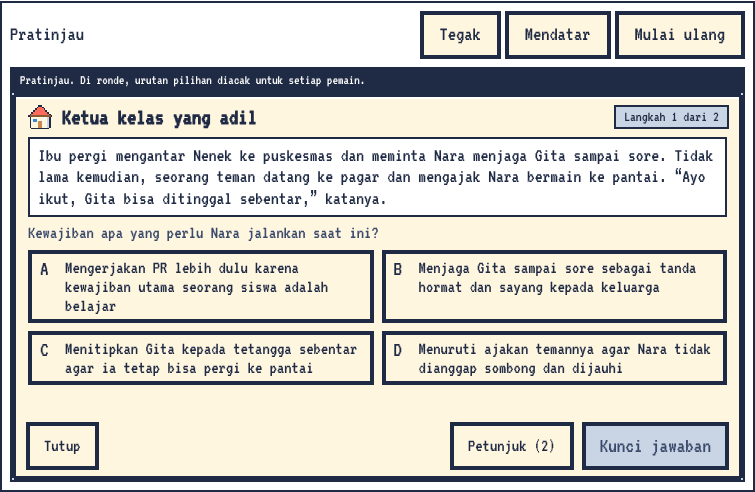 Pratinjau
Tegak
Mendatar
Mulai ulang
Pratinjau. Di ronde, urutan pilihan diacak untuk setiap pemain.
Ketua kelas yang adil
Langkah 1 dari 2
Ibu pergi mengantar Nenek ke puskesmas dan meminta Nara menjaga Gita sampai sore. Tidak
lama kemudian, seorang teman datang ke pagar dan mengajak Nara bermain ke pantai. “Ayo
ikut, Gita bisa ditinggal sebentar,” katanya.
Kewajiban apa yang perlu Nara jalankan saat ini?
A Mengerjakan PR lebih dulu karena
kewajiban utama seorang siswa adalah
belajar
B Menjaga Gita sampai sore sebagai tanda
hormat dan sayang kepada keluarga
C Menitipkan Gita kepada tetangga sebentar
agar ia tetap bisa pergi ke pantai
D Menuruti ajakan temannya agar Nara tidak
dianggap sombong dan dijauhi
Tutup
Petunjuk (2)
Kunci jawaban